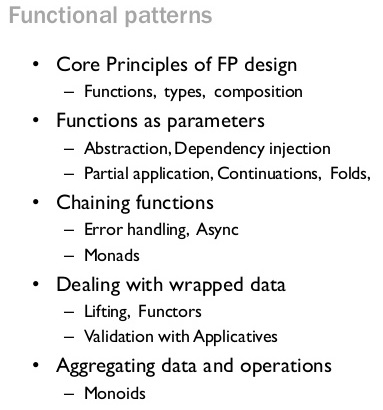 Functional patterns
• Core Principles of FP design
– Functions, types, composition
• Functions as parameters
– Abstraction, Dependency injection
– Partial application, Continuations, Folds,
• Chaining functions
– Error handling, Async
– Monads
• Dealing with wrapped data
– Lifting, Functors
– Validation with Applicatives
• Aggregating data and operations
– Monoids